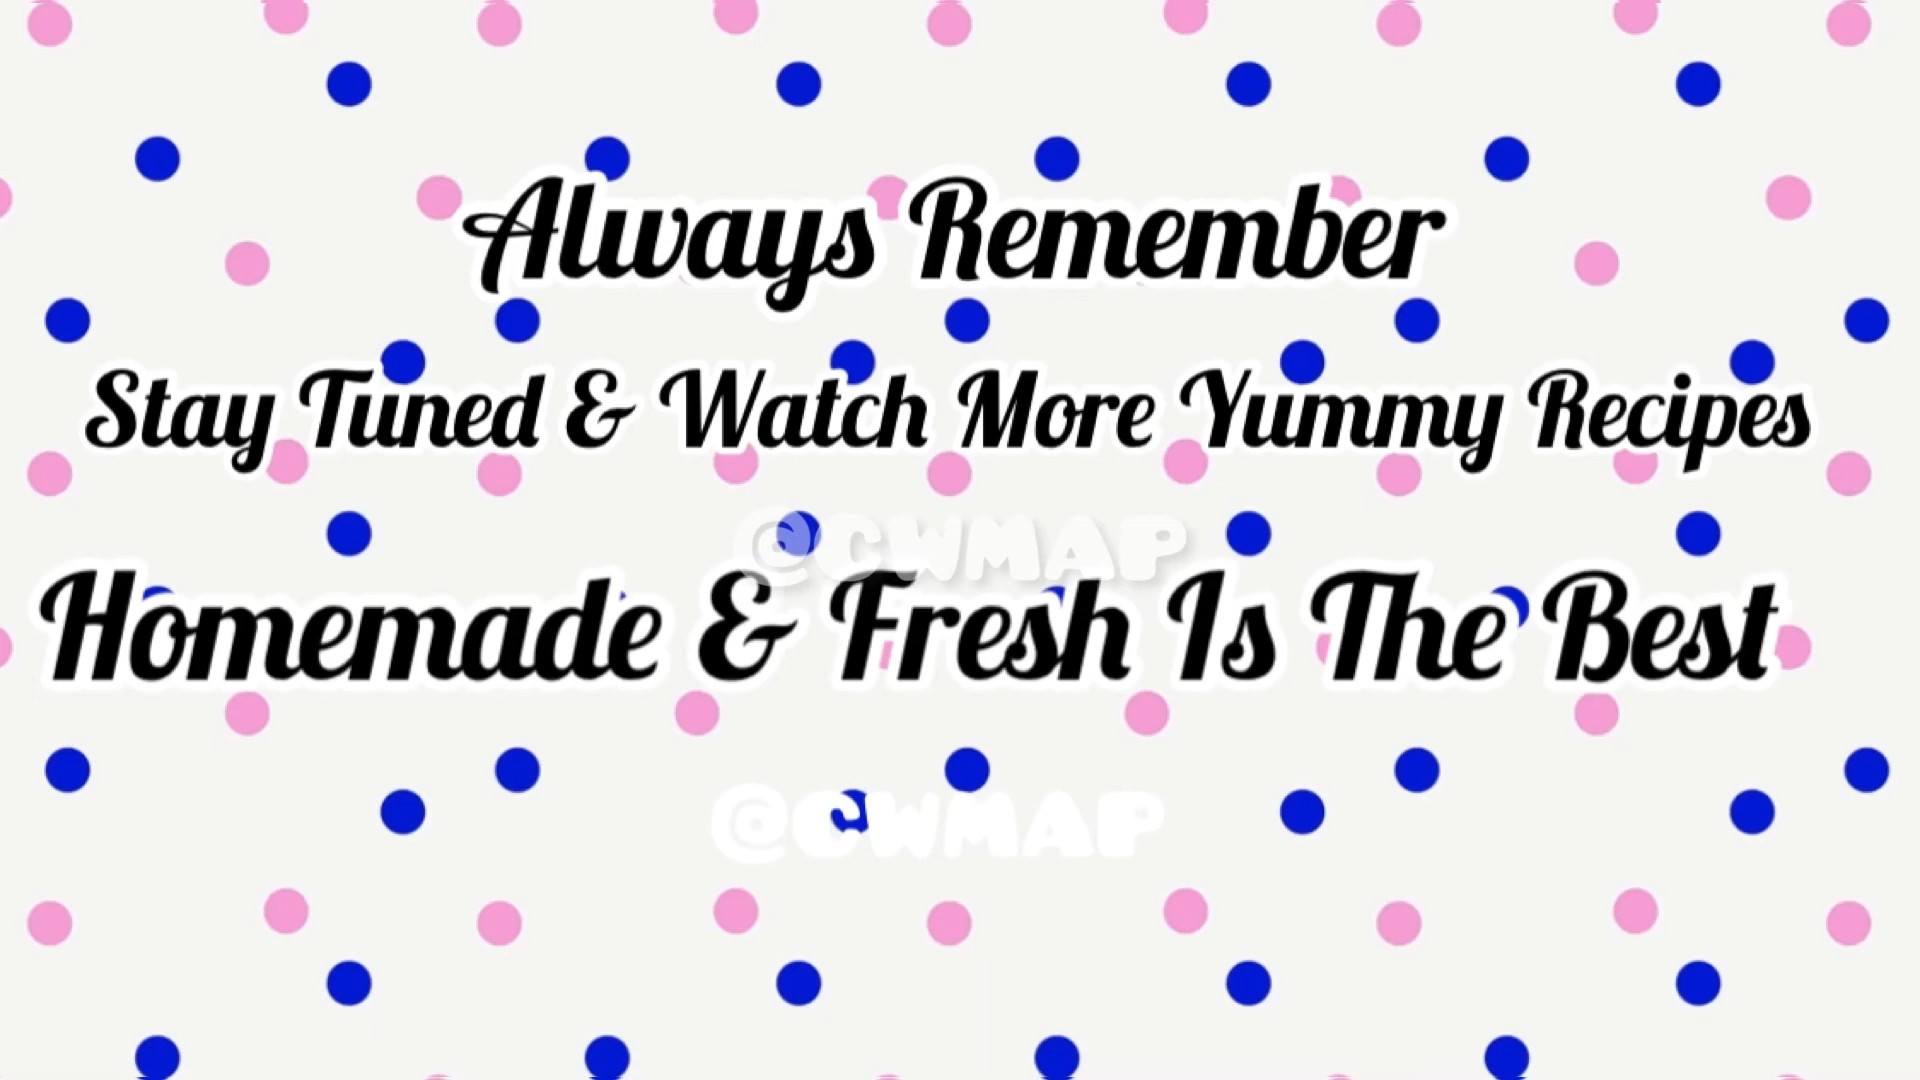 Always Remember
Stay Tuned & Watch More Yummy Recipes
@CWMAP
Homemade & Fresh Is The Best
@CWMAP